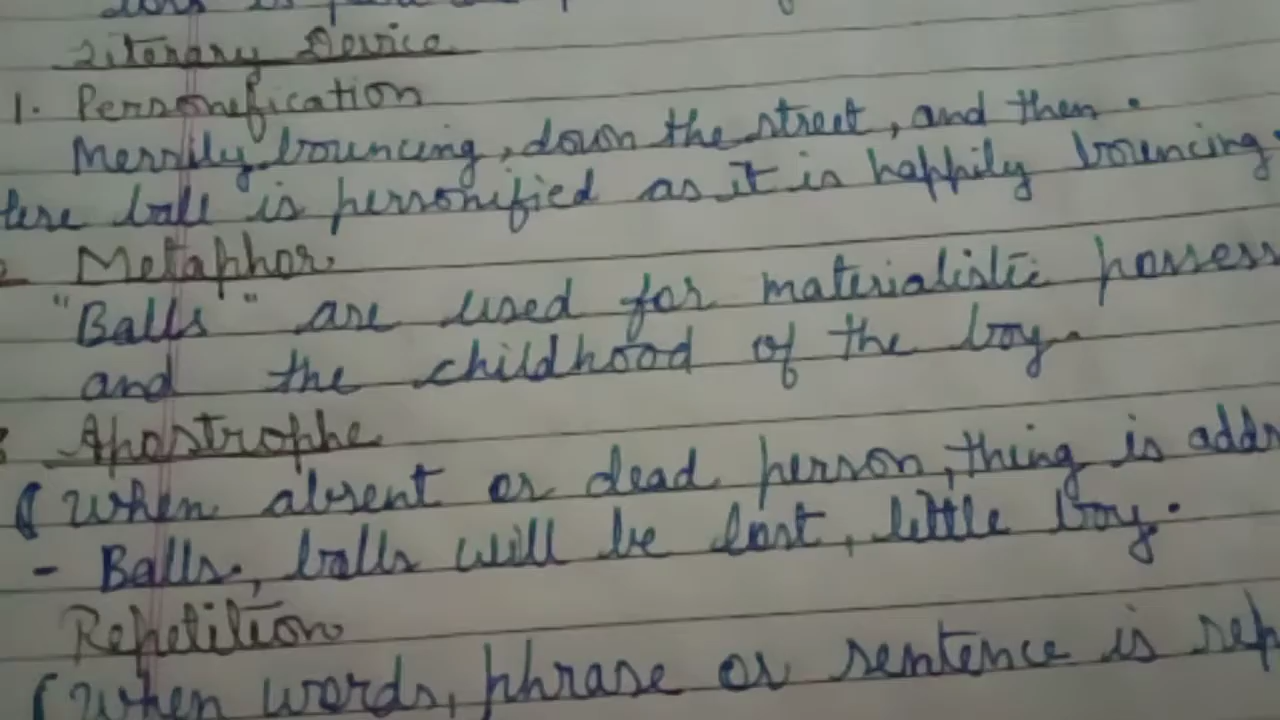 Literary Device
1. Personification
Merrily bouncing, down the street, and then.
here ball is personified as it is happily bouncing
2 Metaphor
"Balls" are used for materialistic possess
and the childhood of the boy
3 Apostrophe
(when absent or dead person, thing is addr
- Balls, balls will be lost, little boy.
Repetition
(when words, phrase or sentence is rep